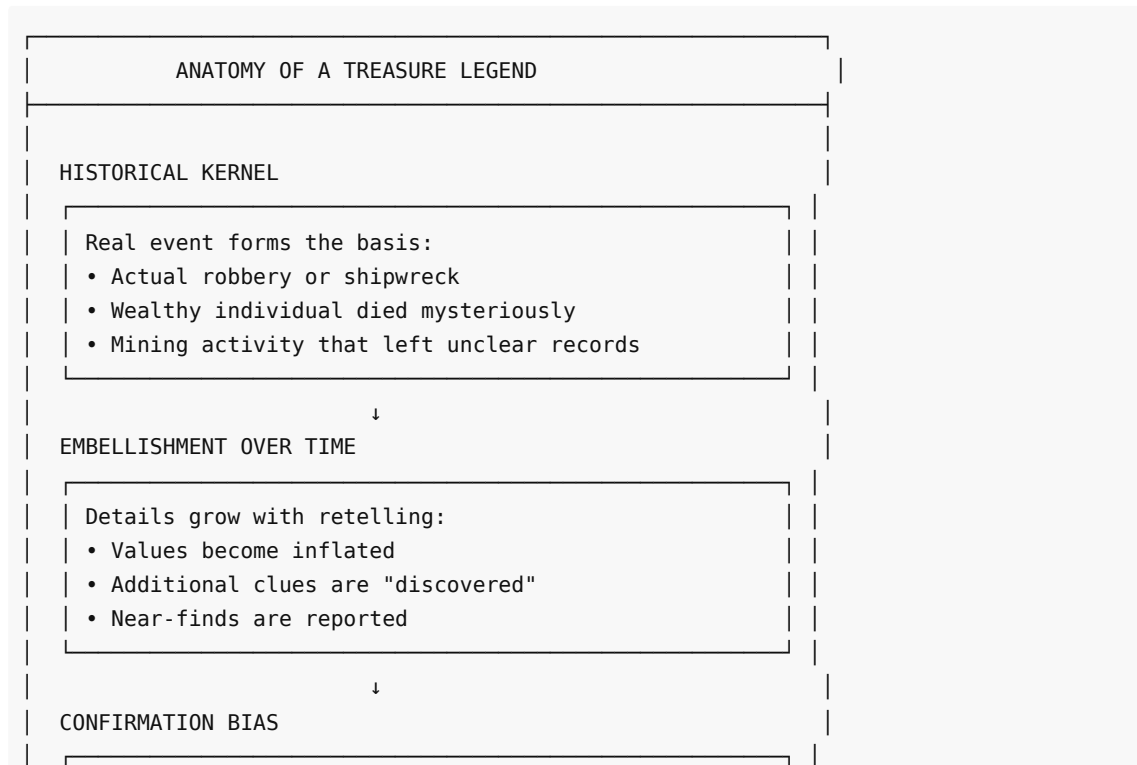 ANATOMY OF A TREASURE LEGEND
HISTORICAL KERNEL
Real event forms the basis:
• Actual robbery or shipwreck
• Wealthy individual died mysteriously
• Mining activity that left unclear records
↓
EMBELLISHMENT OVER TIME
Details grow with retelling:
• Values become inflated
• Additional clues are "discovered"
• Near-finds are reported
↓
CONFIRMATION BIAS